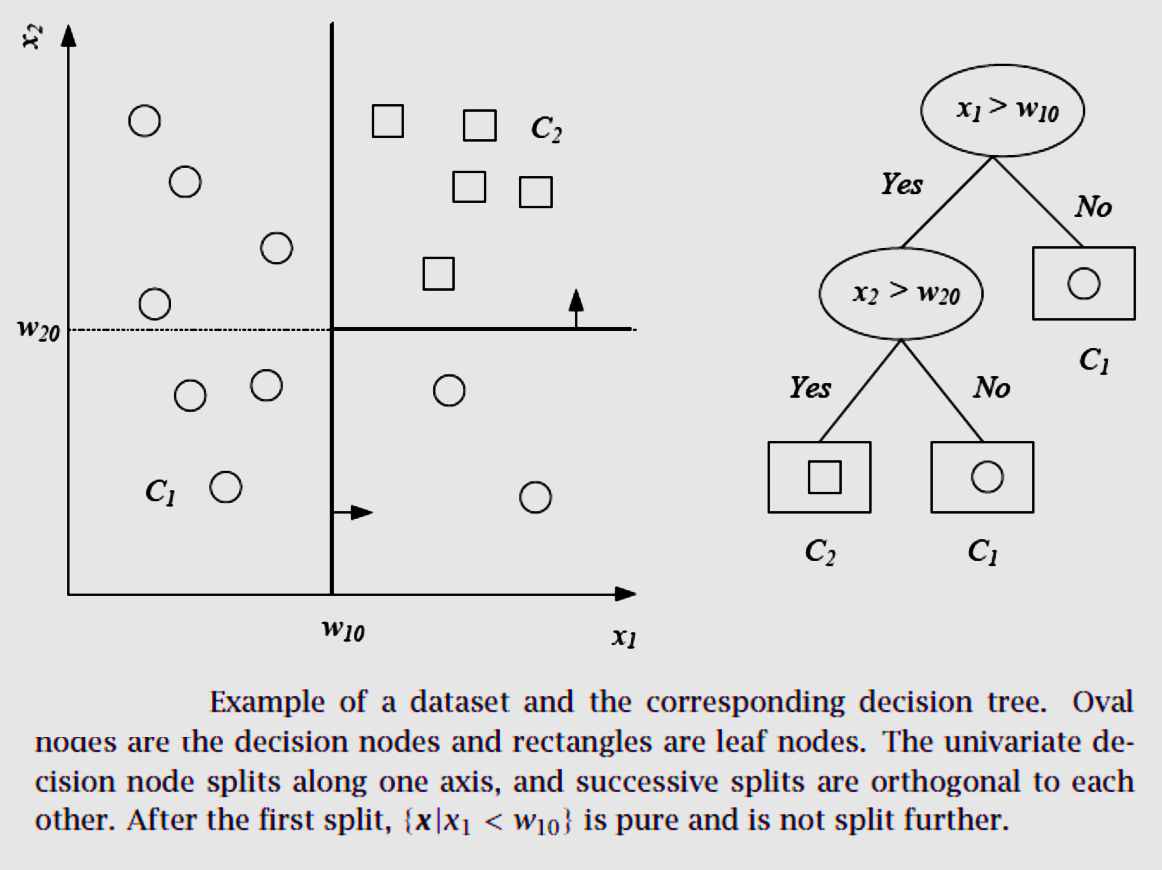 x₂
C₂
w₂₀
C₁
w₁₀
x₁
x₁ > w₁₀
Yes
No
x₂ > w₂₀
C₁
Yes
No
C₂
C₁
Example of a dataset and the corresponding decision tree. Oval
nodes are the decision nodes and rectangles are leaf nodes. The univariate de-
cision node splits along one axis, and successive splits are orthogonal to each
other. After the first split, {x|x₁ < w₁₀} is pure and is not split further.